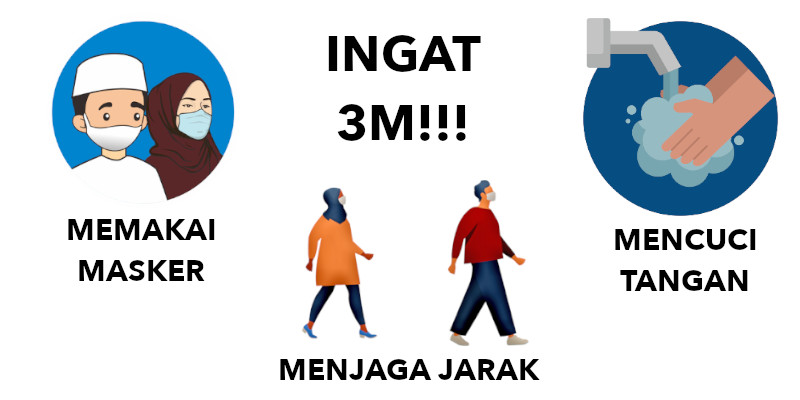 INGAT
3M!!!
MEMAKAI
MASKER
MENCUCI
TANGAN
MENJAGA JARAK